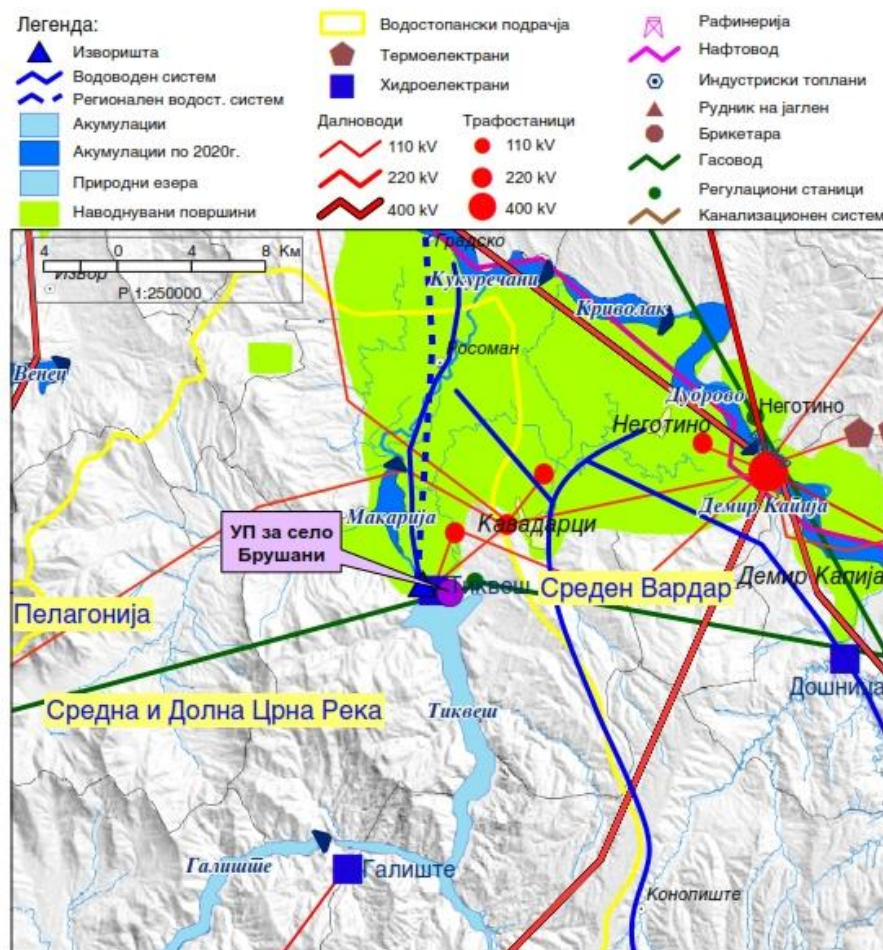 Легенда:
Изворишта
Водоводен систем
Регионален водост. систем
Акумулации
Акумулации по 2020г.
Природни езера
Наводнувани површини
Водостопански подрачја
Термоелектрани
Хидроелектрани
Далноводи
110 kV
220 kV
400 kV
Трафостаници
110 kV
220 kV
400 kV
Рафинерија
Нафтовод
Индустриски топлани
Рудник на јаглен
Брикетара
Гасовод
Регулациони станици
Канализационен систем
4 0 4 8 Км
Извор
Р 1:250000
Градско
Кукуречани
Криволак
Росоман
Венец
Дуброво
Неготино
Неготино
Макарија
Кавадарци
Демир Капија
УП за село
Брушани
Тиквеш
Среден Вардар
Демир Капија
Пелагонија
Дошница
Средна и Долна Црна Река
Тиквеш
Галиште
Галиште
Конопиште